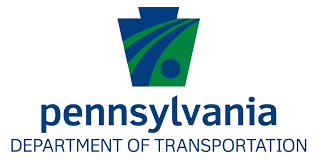 pennsylvania
DEPARTMENT OF TRANSPORTATION